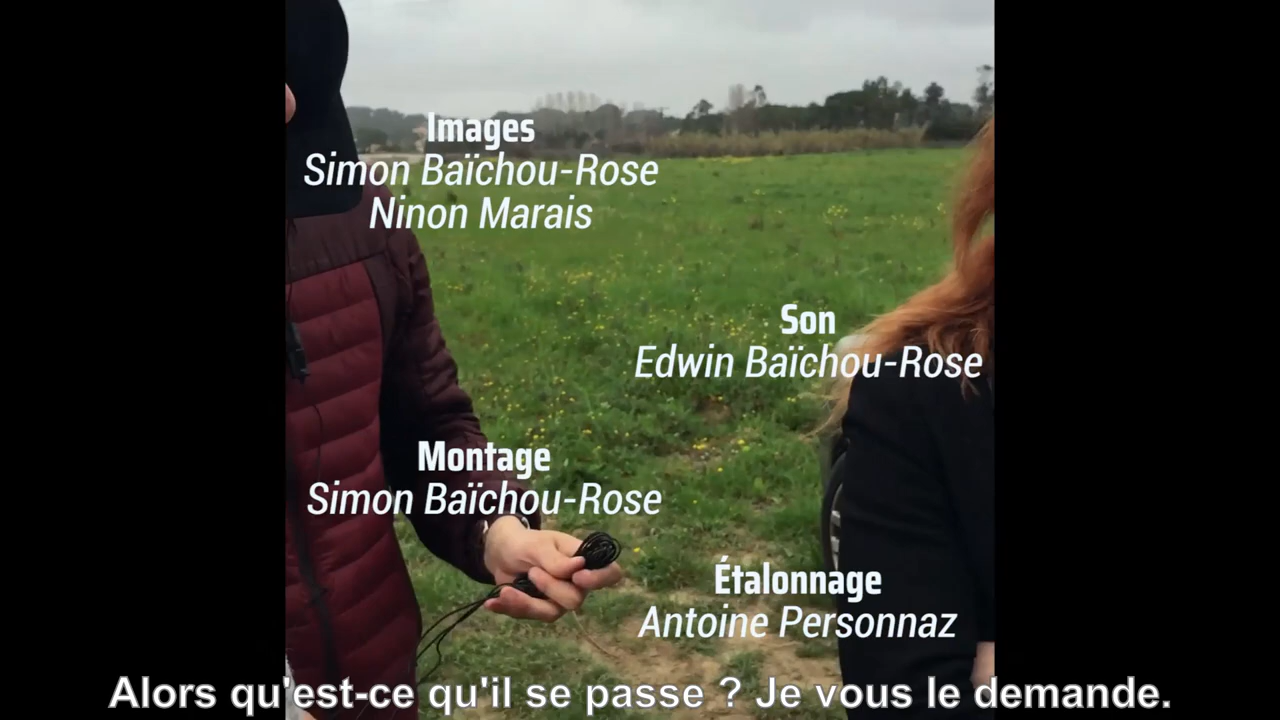 Images
Simon Baïchou-Rose
Ninon Marais
Son
Edwin Baïchou-Rose
Montage
Simon Baïchou-Rose
Étalonnage
Antoine Personnaz
Alors qu'est-ce qu'il se passe ? Je vous le demande.